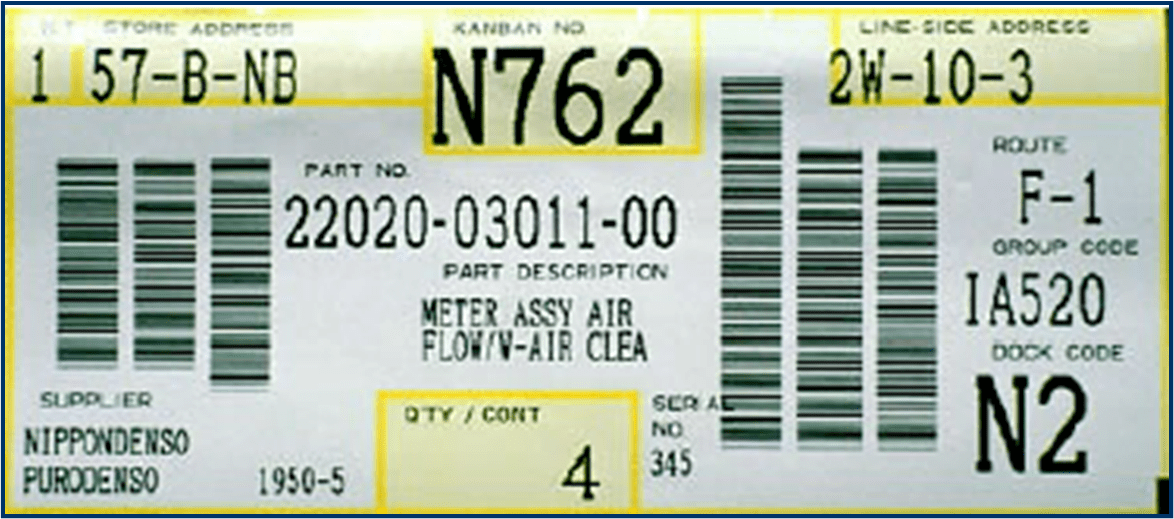 STORE ADDRESS
1 57-B-NB
KANBAN NO.
N762
LINE-SIDE ADDRESS
2W-10-3
PART NO.
22020-03011-00
PART DESCRIPTION
METER ASSY AIR
FLOW/W-AIR CLEA
ROUTE
F-1
GROUP CODE
IA520
DOCK CODE
N2
SUPPLIER
NIPPONDENSO
PURODENSO 1950-5
Q'TY / CONT
4
SERIAL
NO.
345